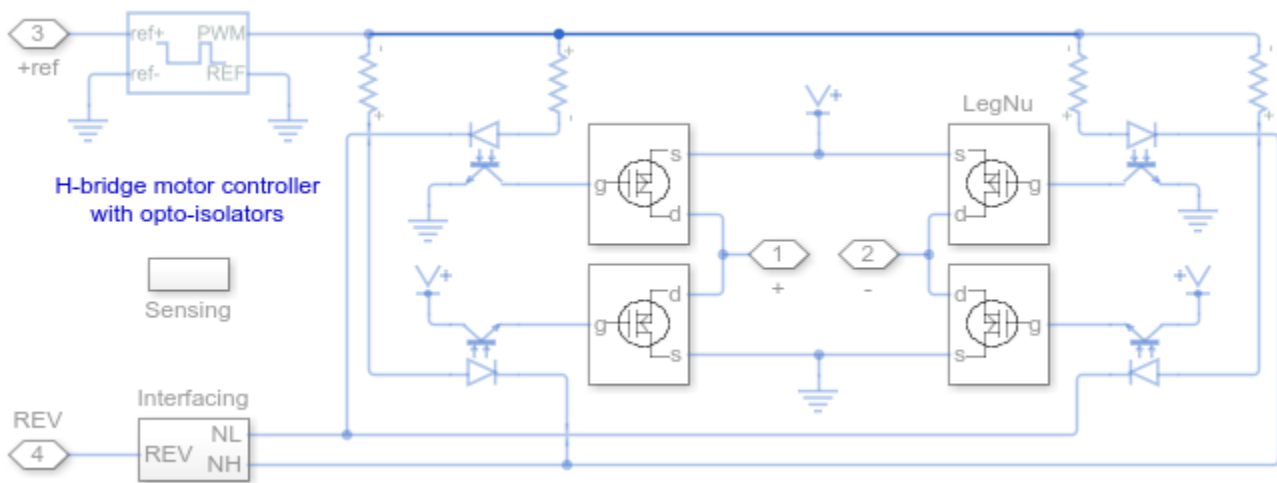 3
+ref
ref+ PWM
ref- REF
- + - -
+ - + +
V+
LegNu
s s
g g
d d
H-bridge motor controller
with opto-isolators
1 2
+ -
V+ V+
Sensing
d d
g g
s s
Interfacing
REV
4
REV NL
NH